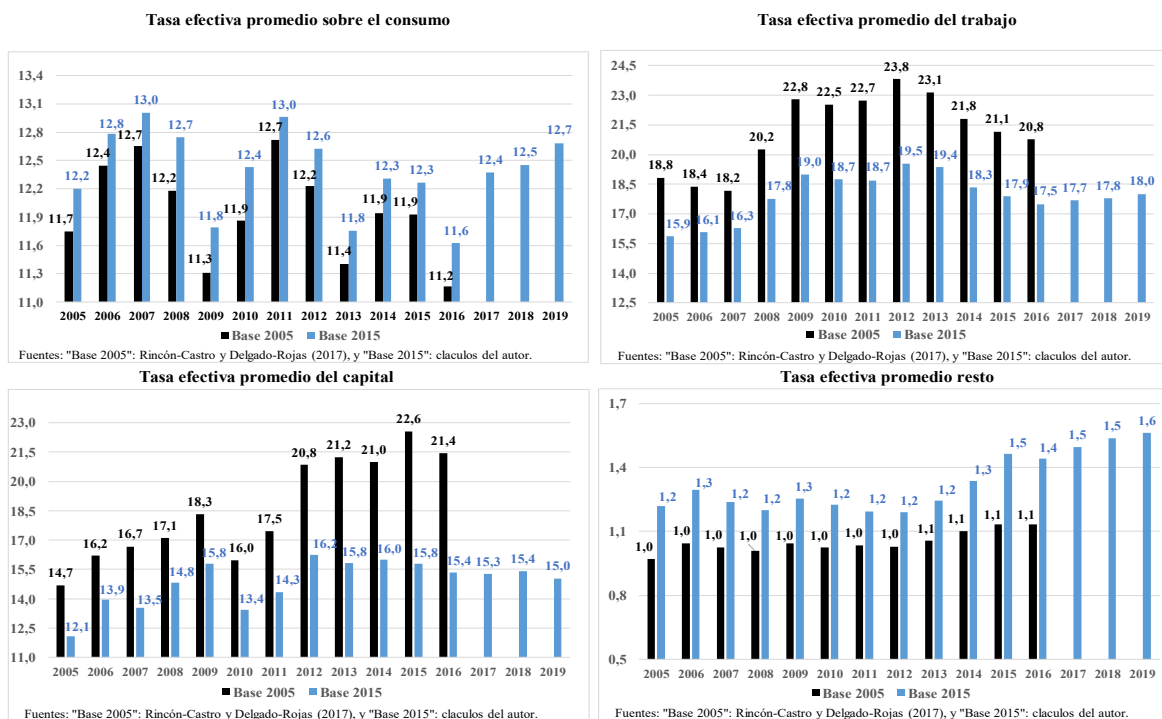 Tasa efectiva promedio sobre el consumo
13,4
13,1
12,8
12,5
12,2
11,9
11,6
11,3
11,0
11,7 12,4 12,7 12,2 11,3 11,9 12,7 12,2 11,4 11,9 11,9 11,2
12,2 12,8 13,0 12,7 11,8 12,4 13,0 12,6 11,8 12,3 12,3 11,6 12,4 12,5 12,7
2005 2006 2007 2008 2009 2010 2011 2012 2013 2014 2015 2016 2017 2018 2019
Base 2005 Base 2015
Fuentes: "Base 2005": Rincón-Castro y Delgado-Rojas (2017), y "Base 2015": claculos del autor.
Tasa efectiva promedio del trabajo
24,5
23,0
21,5
20,0
18,5
17,0
15,5
14,0
12,5
18,8 18,4 18,2 20,2 22,8 22,5 22,7 23,8 23,1 21,8 21,1 20,8
15,9 16,1 16,3 17,8 19,0 18,7 18,7 19,5 19,4 18,3 17,9 17,5 17,7 17,8 18,0
2005 2006 2007 2008 2009 2010 2011 2012 2013 2014 2015 2016 2017 2018 2019
Base 2005 Base 2015
Fuentes: "Base 2005": Rincón-Castro y Delgado-Rojas (2017), y "Base 2015": claculos del autor.
Tasa efectiva promedio del capital
23,0
21,5
20,0
18,5
17,0
15,5
14,0
12,5
11,0
14,7 16,2 16,7 17,1 18,3 16,0 17,5 20,8 21,2 21,0 22,6 21,4
12,1 13,9 13,5 14,8 15,8 13,4 14,3 16,2 15,8 16,0 15,8 15,4 15,3 15,4 15,0
2005 2006 2007 2008 2009 2010 2011 2012 2013 2014 2015 2016 2017 2018 2019
Base 2005 Base 2015
Fuentes: "Base 2005": Rincón-Castro y Delgado-Rojas (2017), y "Base 2015": claculos del autor.
Tasa efectiva promedio resto
1,7
1,4
1,1
0,8
0,5
1,0 1,0 1,0 1,0 1,0 1,0 1,0 1,0 1,1 1,1 1,1 1,1
1,2 1,3 1,2 1,2 1,3 1,2 1,2 1,2 1,2 1,3 1,5 1,4 1,5 1,5 1,6
2005 2006 2007 2008 2009 2010 2011 2012 2013 2014 2015 2016 2017 2018 2019
Base 2005 Base 2015
Fuentes: "Base 2005": Rincón-Castro y Delgado-Rojas (2017), y "Base 2015": claculos del autor.